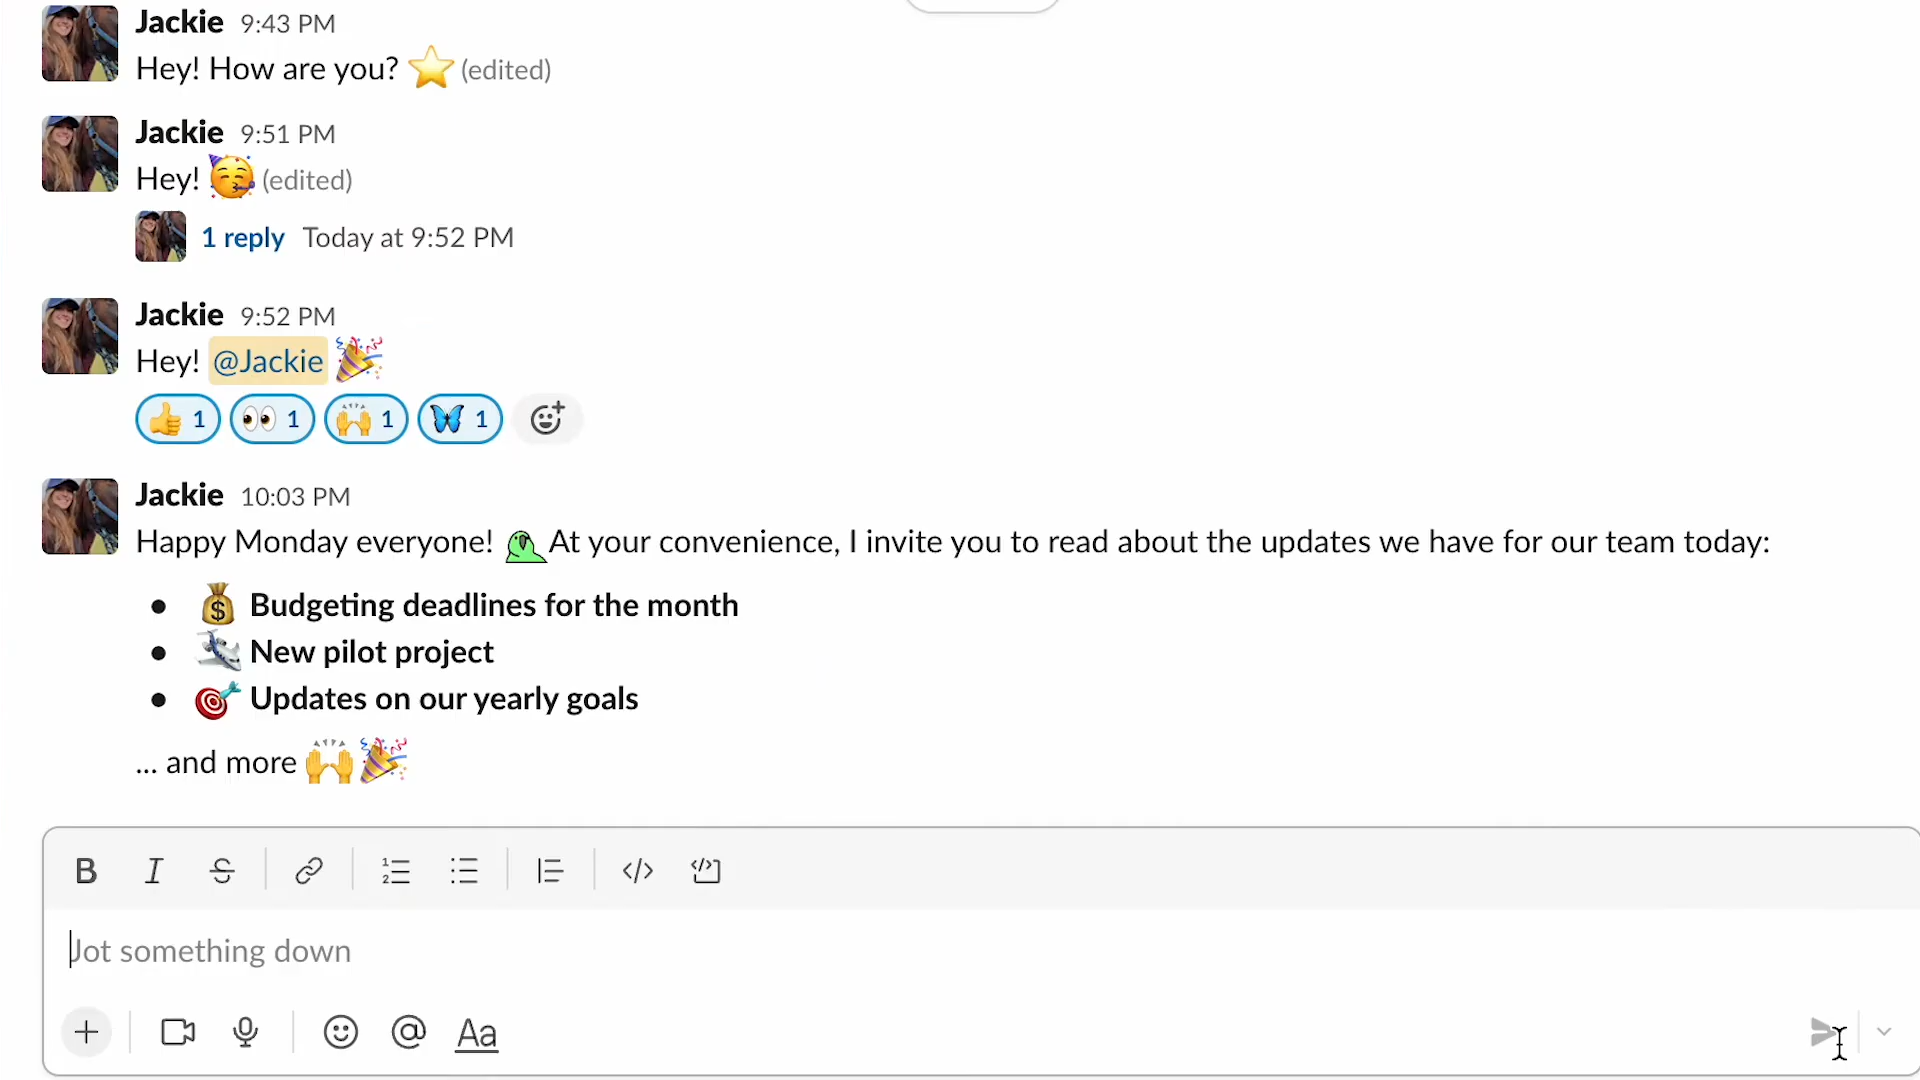 Jackie 9:43 PM
Hey! How are you? ⭐ (edited)
Jackie 9:51 PM
Hey! 🥳 (edited)
1 reply Today at 9:52 PM
Jackie 9:52 PM
Hey! @Jackie 🎉
👍 1 👀 1 🙌 1 🦋 1
Jackie 10:03 PM
Happy Monday everyone! At your convenience, I invite you to read about the updates we have for our team today:
• 💰 Budgeting deadlines for the month
• 🛩️ New pilot project
• 🎯 Updates on our yearly goals
... and more 🙌🎉
B I S
Jot something down
+ @ Aa